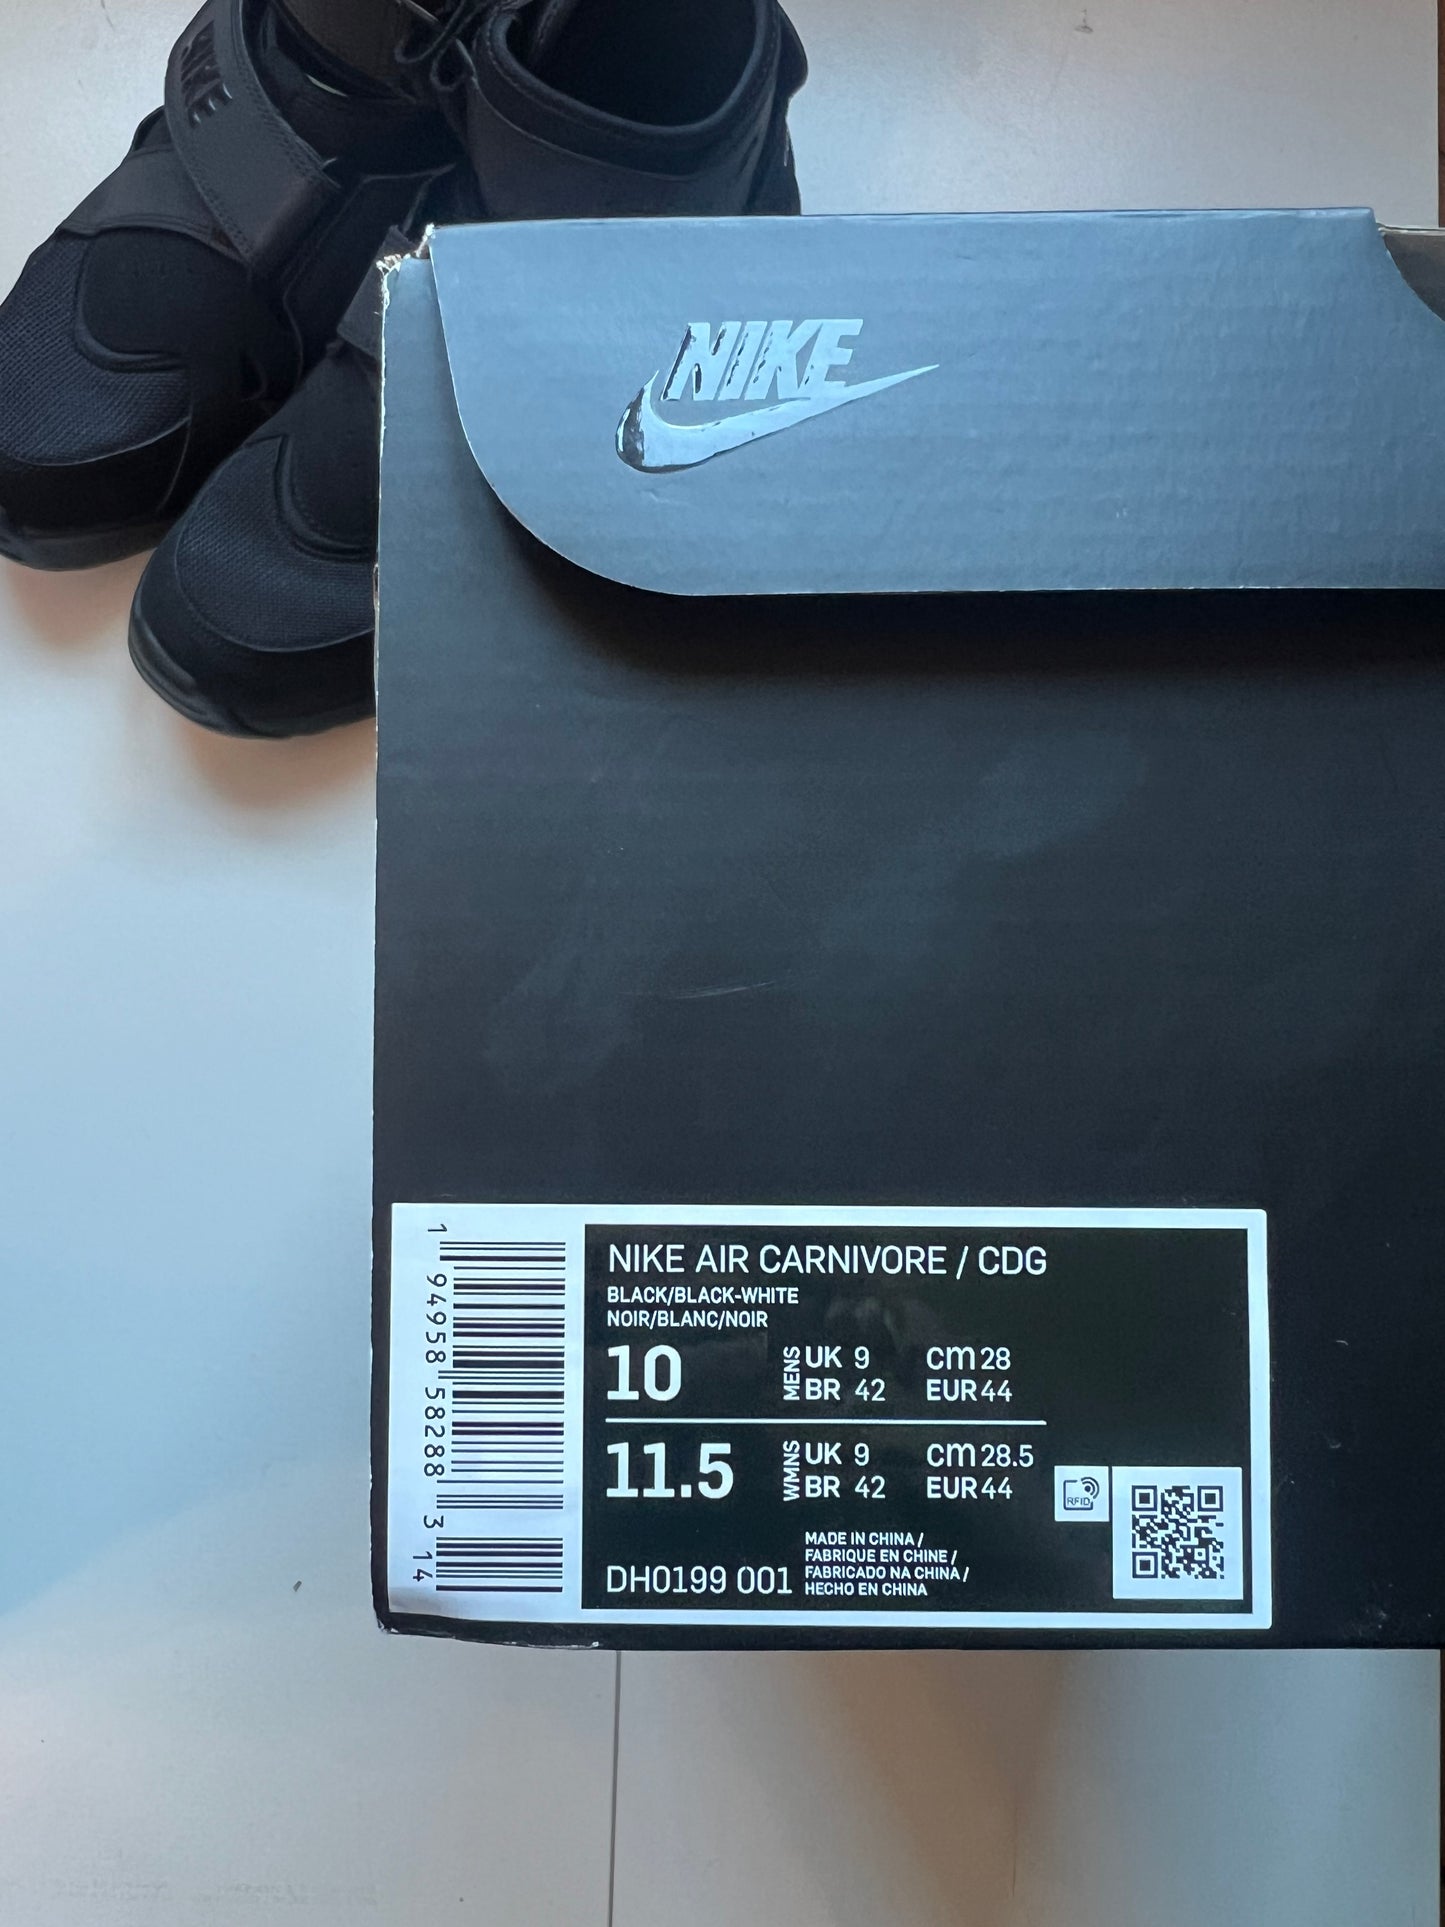 NIKE
NIKE
NIKE AIR CARNIVORE / CDG
BLACK/BLACK-WHITE
NOIR/BLANC/NOIR
10 MENS UK 9 CM 28
BR 42 EUR 44
11.5 WMNS UK 9 CM 28.5
BR 42 EUR 44
RFID
MADE IN CHINA /
FABRIQUE EN CHINE /
FABRICADO NA CHINA /
HECHO EN CHINA
DH0199 001
1 94958 58288 3 14